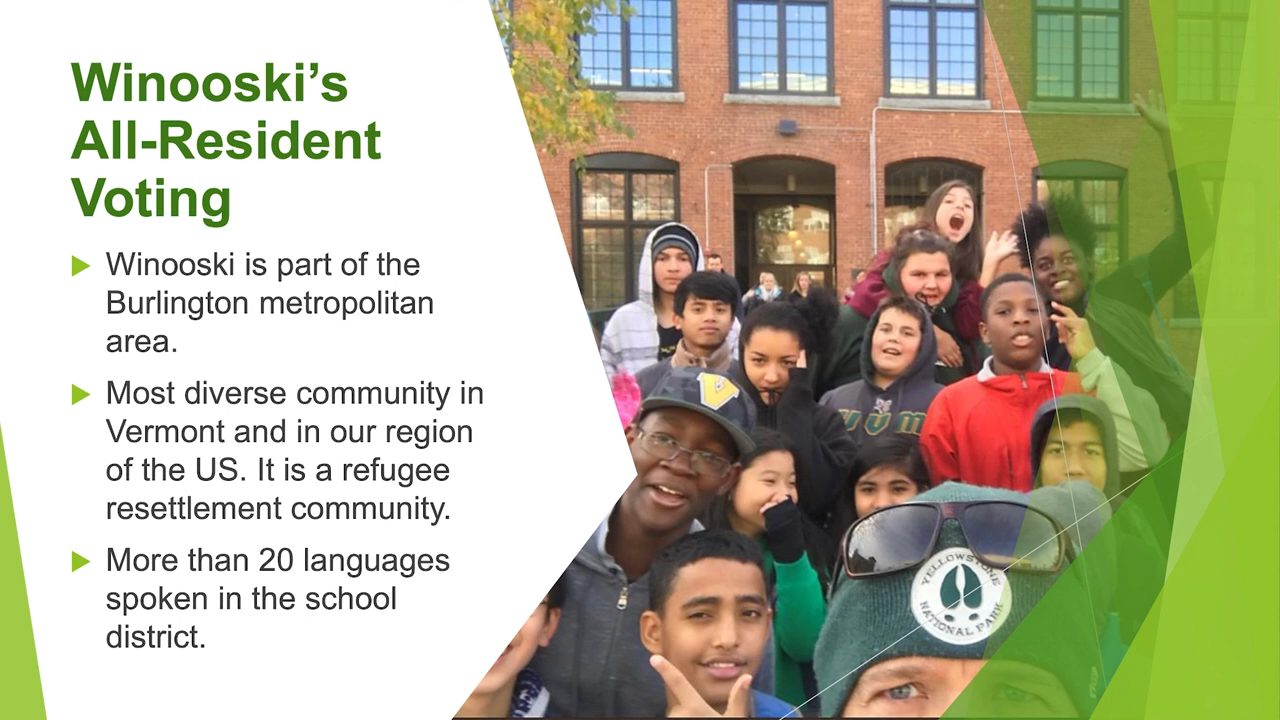 Winooski’s
All-Resident
Voting
Winooski is part of the
Burlington metropolitan
area.
Most diverse community in
Vermont and in our region
of the US. It is a refugee
resettlement community.
More than 20 languages
spoken in the school
district.
V
UVM
YELLOWSTONE
NATIONAL PARK